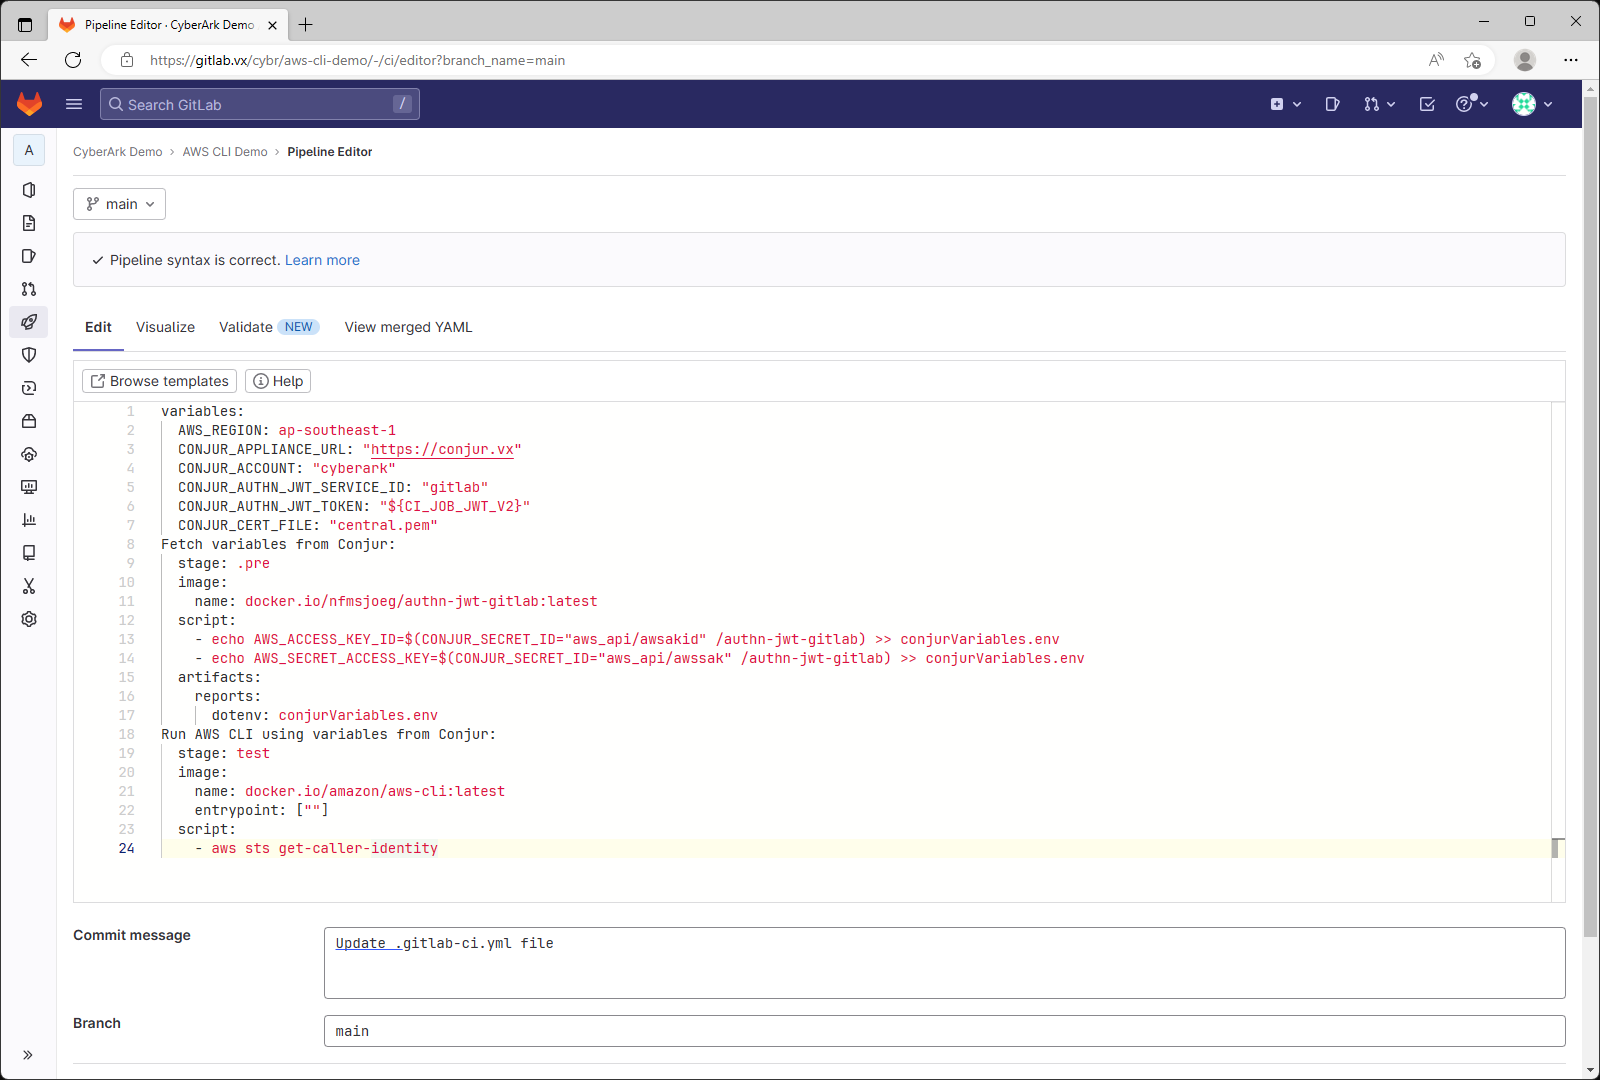 Pipeline Editor · CyberArk Demo
https://gitlab.vx/cybr/aws-cli-demo/-/ci/editor?branch_name=main
Search GitLab /
A
CyberArk Demo › AWS CLI Demo › Pipeline Editor
main
Pipeline syntax is correct. Learn more
Edit Visualize Validate NEW View merged YAML
Browse templates Help
1 variables:
2   AWS_REGION: ap-southeast-1
3   CONJUR_APPLIANCE_URL: "https://conjur.vx"
4   CONJUR_ACCOUNT: "cyberark"
5   CONJUR_AUTHN_JWT_SERVICE_ID: "gitlab"
6   CONJUR_AUTHN_JWT_TOKEN: "${CI_JOB_JWT_V2}"
7   CONJUR_CERT_FILE: "central.pem"
8 Fetch variables from Conjur:
9   stage: .pre
10   image:
11     name: docker.io/nfmsjoeg/authn-jwt-gitlab:latest
12   script:
13     - echo AWS_ACCESS_KEY_ID=$(CONJUR_SECRET_ID="aws_api/awsakid" /authn-jwt-gitlab) >> conjurVariables.env
14     - echo AWS_SECRET_ACCESS_KEY=$(CONJUR_SECRET_ID="aws_api/awssak" /authn-jwt-gitlab) >> conjurVariables.env
15   artifacts:
16     reports:
17       dotenv: conjurVariables.env
18 Run AWS CLI using variables from Conjur:
19   stage: test
20   image:
21     name: docker.io/amazon/aws-cli:latest
22     entrypoint: [""]
23   script:
24     - aws sts get-caller-identity
Commit message
Update .gitlab-ci.yml file
Branch
main